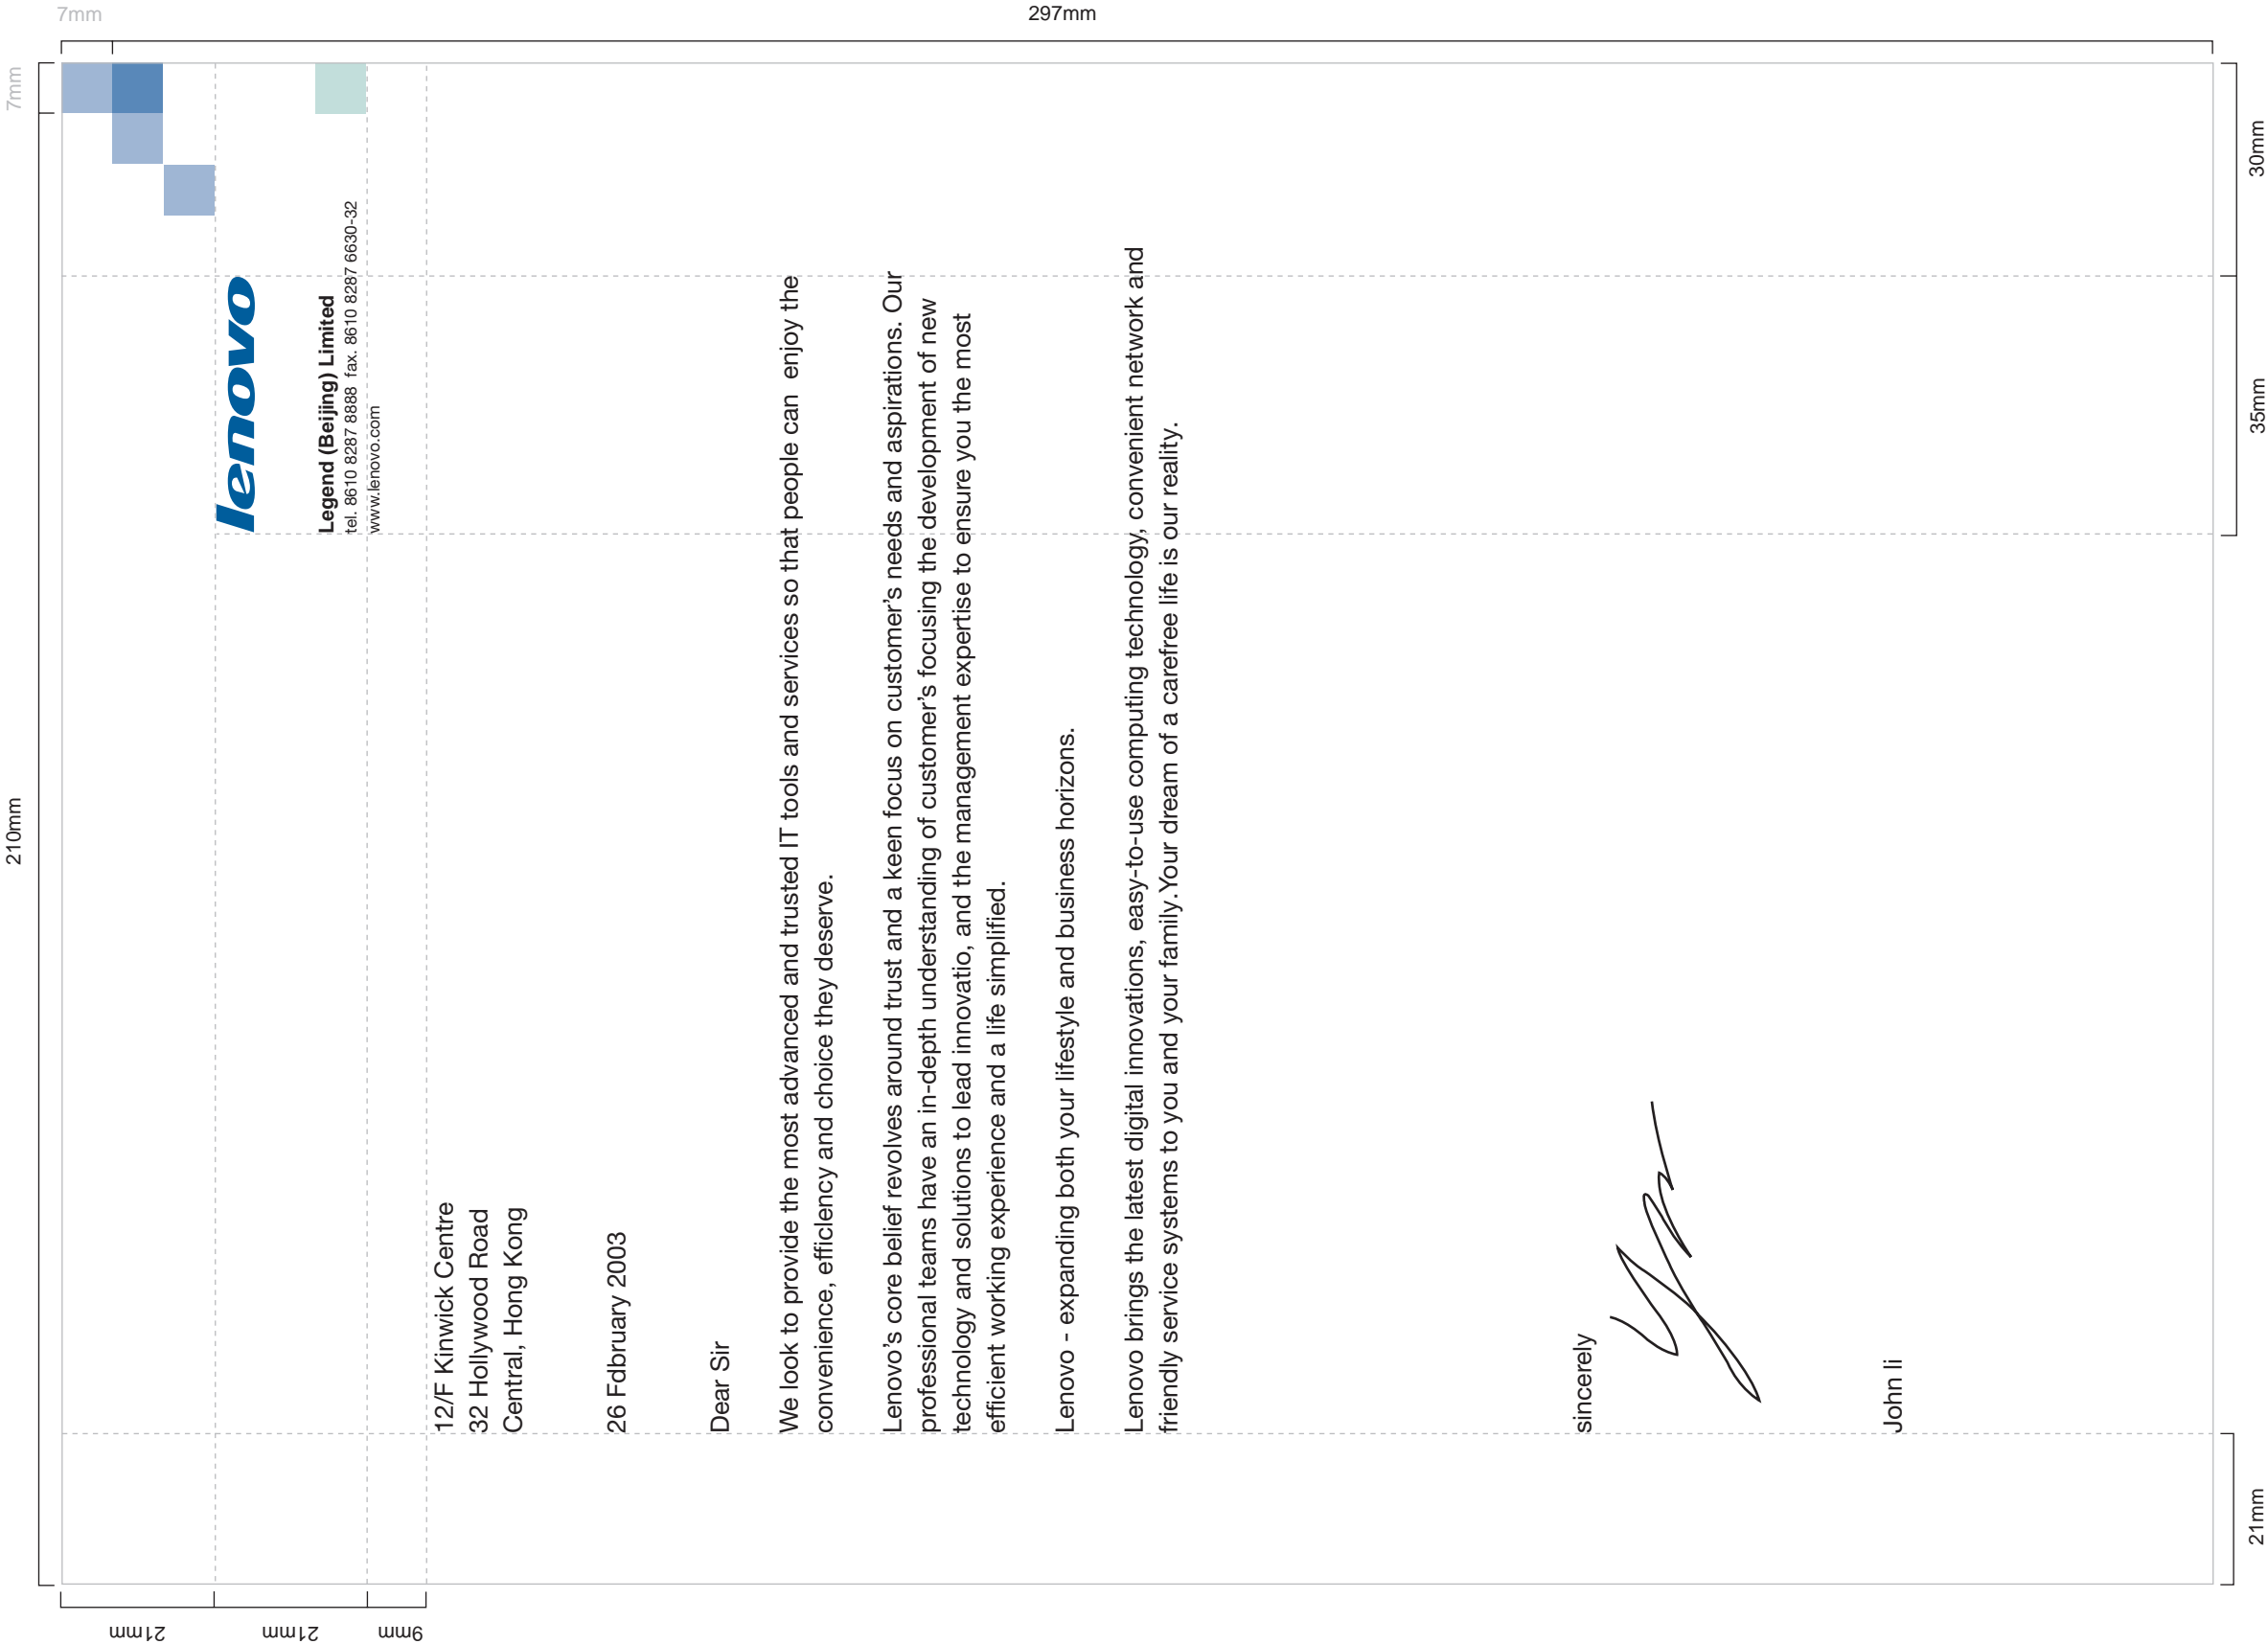 7mm
297mm
7mm
210mm
30mm
35mm
21mm
21mm
21mm
9mm
lenovo
Legend (Beijing) Limited
tel. 8610 8287 8888  fax. 8610 8287 6630-32
www.lenovo.com
12/F Kinwick Centre
32 Hollywood Road
Central, Hong Kong
26 Fdbruary 2003
Dear Sir
We look to provide the most advanced and trusted IT tools and services so that people can  enjoy the
convenience, efficlency and choice they deserve.
Lenovo’s core belief revolves around trust and a keen focus on customer’s needs and aspirations. Our
professional teams have an in-depth understanding of customer’s focusing the development of new
technology and solutions to lead innovatio, and the management expertise to ensure you the most
efficient working experience and a life simplified.
Lenovo - expanding both your lifestyle and business horizons.
Lenovo brings the latest digital innovations, easy-to-use computing technology, convenient network and
friendly service systems to you and your family.Your dream of a carefree life is our reality.
sincerely
John li